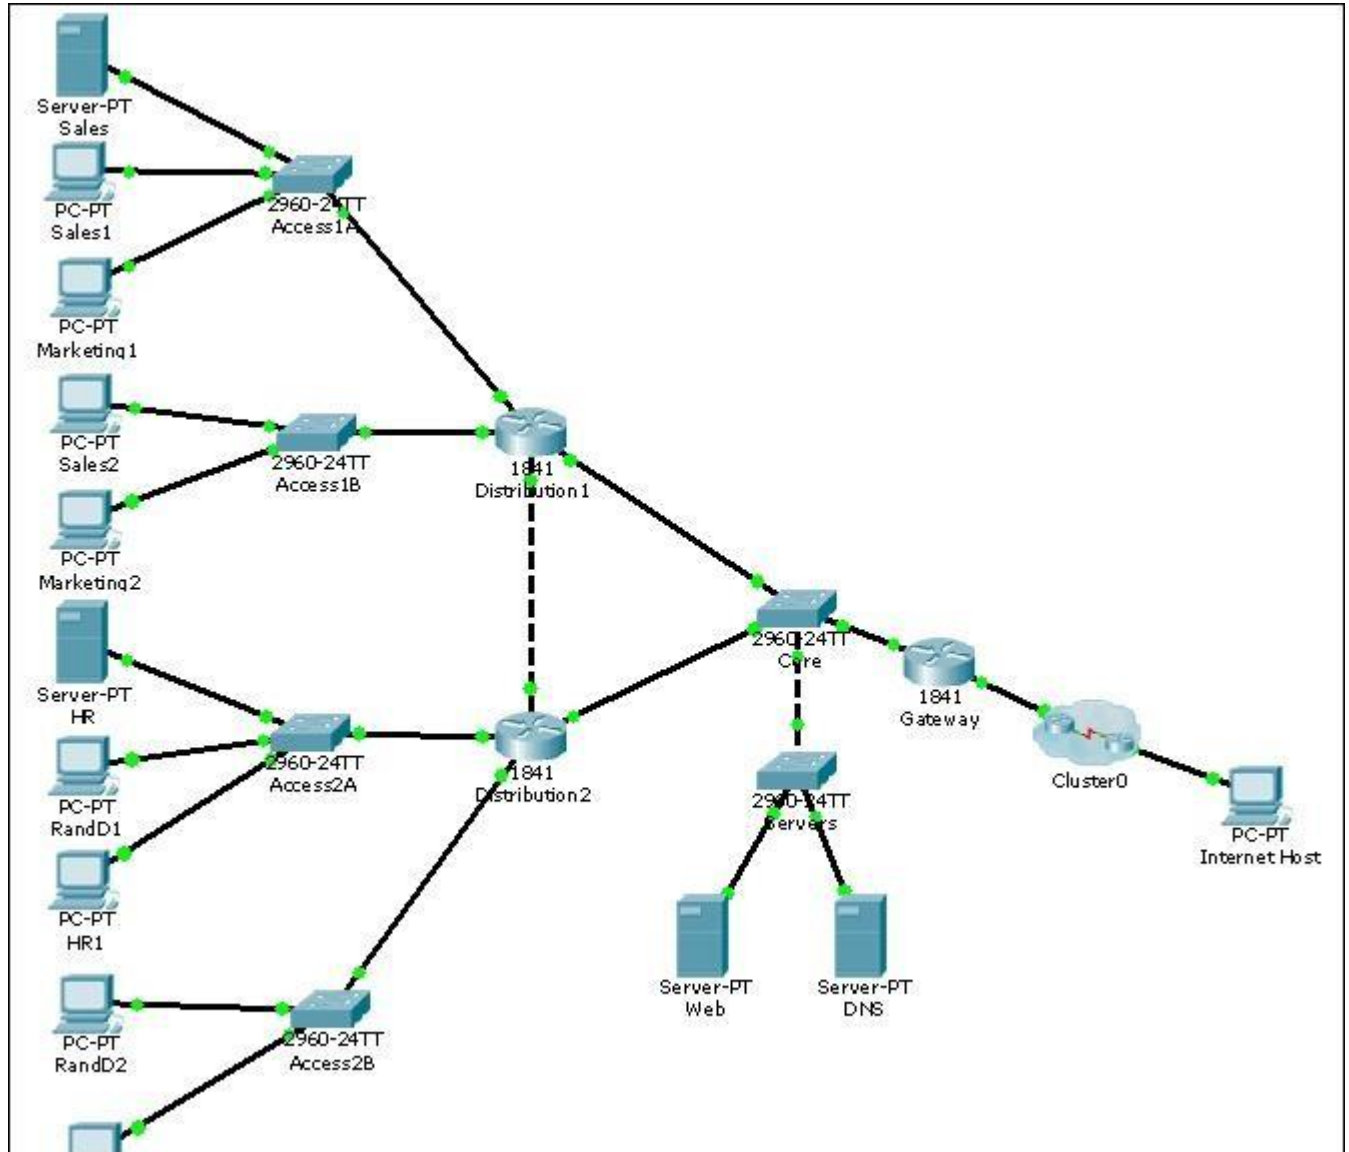 Server-PT
Sales
PC-PT
Sales1
2960-24TT
Access1A
PC-PT
Marketing1
PC-PT
Sales2
2960-24TT
Access1B
1841
Distribution1
PC-PT
Marketing2
Server-PT
HR
2960-24TT
Access2A
1841
Distribution2
PC-PT
RandD1
PC-PT
HR1
PC-PT
RandD2
2960-24TT
Access2B
2960-24TT
Core
1841
Gateway
Cluster0
PC-PT
Internet Host
2960-24TT
Servers
Server-PT
Web
Server-PT
DNS